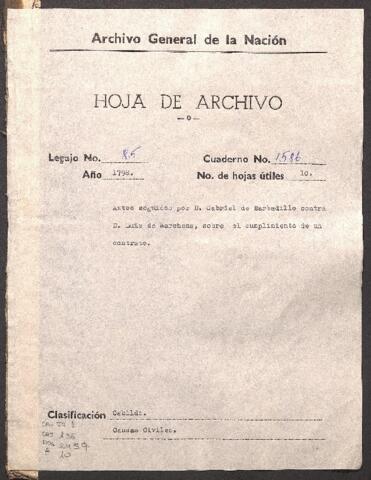 Archivo General de la Nación
HOJA DE ARCHIVO
—o—
Legajo No. 85 Cuaderno No. 1586
Año 1798. No. de hojas útiles 10.
Autos seguidos por D. Gabriel de Barbadillo contra
D. Luis de Marchena, sobre el cumplimiento de un
contrato.
Clasificación Cabildo.
Causas Civiles.
10